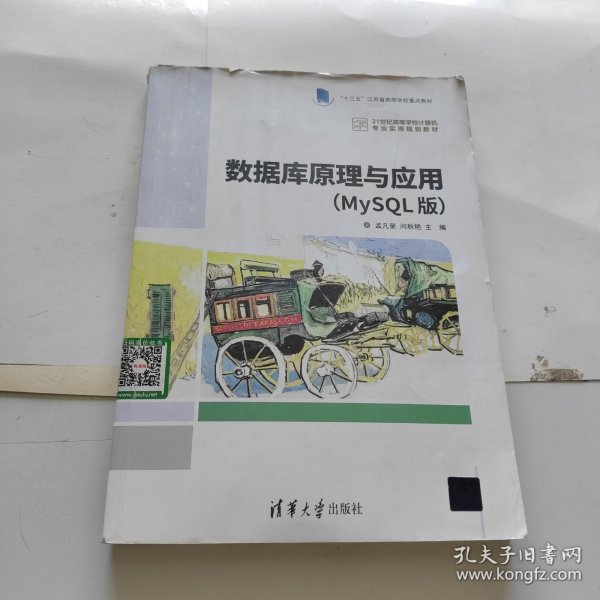 "十三五"江苏省高等学校重点教材
21世纪高等学校计算机
专业实用规划教材
数据库原理与应用
(MySQL版)
孟凡荣 闫秋艳 主 编
www.youlu.net
清华大学出版社
孔夫子旧书网
www.kongfz.com